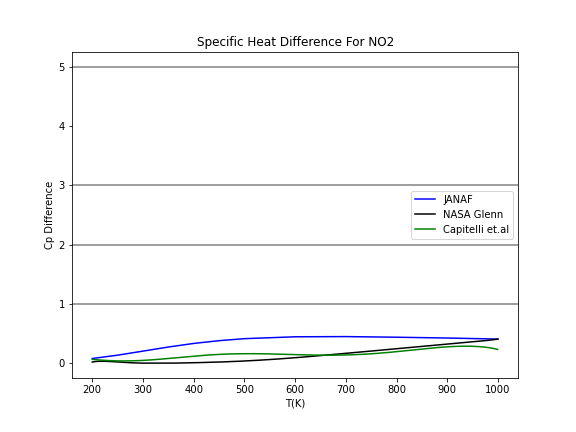 Specific Heat Difference For NO2
5
4
3
2
1
0
Cp Difference
JANAF
NASA Glenn
Capitelli et.al
200 300 400 500 600 700 800 900 1000
T(K)